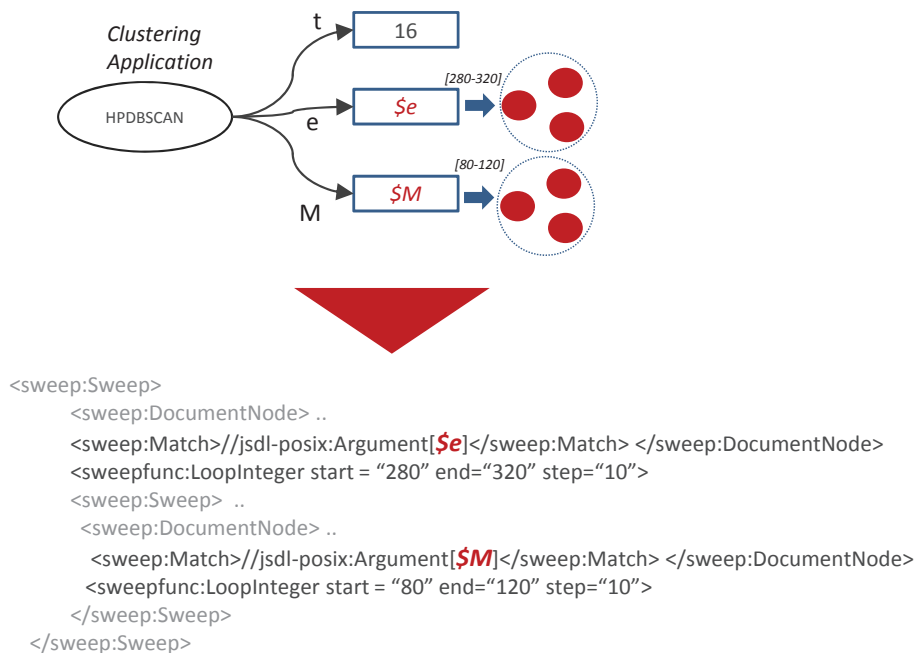 Clustering
Application
HPDBSCAN
t
16
e
$e
[280-320]
M
$M
[80-120]
<sweep:Sweep>
<sweep:DocumentNode> ..
<sweep:Match>//jsdl-posix:Argument[$e]</sweep:Match> </sweep:DocumentNode>
<sweepfunc:LoopInteger start = “280” end=“320” step=“10”>
<sweep:Sweep> ..
<sweep:DocumentNode> ..
<sweep:Match>//jsdl-posix:Argument[$M]</sweep:Match> </sweep:DocumentNode>
<sweepfunc:LoopInteger start = “80” end=“120” step=“10”>
</sweep:Sweep>
</sweep:Sweep>